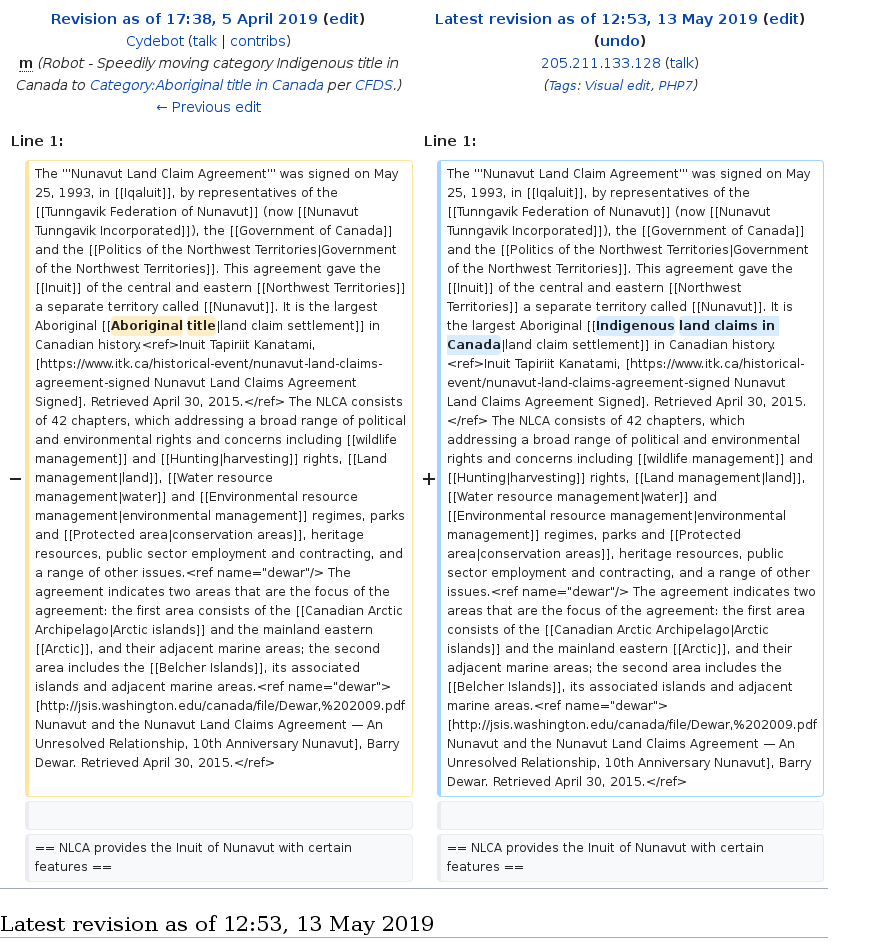 Revision as of 17:38, 5 April 2019 (edit)
Cydebot (talk | contribs)
m (Robot - Speedily moving category Indigenous title in
Canada to Category:Aboriginal title in Canada per CFDS.)
← Previous edit
Latest revision as of 12:53, 13 May 2019 (edit)
(undo)
205.211.133.128 (talk)
(Tags: Visual edit, PHP7)
Line 1:
Line 1:
−
The '''Nunavut Land Claim Agreement''' was signed on May
25, 1993, in [[Iqaluit]], by representatives of the
[[Tunngavik Federation of Nunavut]] (now [[Nunavut
Tunngavik Incorporated]]), the [[Government of Canada]]
and the [[Politics of the Northwest Territories|Government
of the Northwest Territories]]. This agreement gave the
[[Inuit]] of the central and eastern [[Northwest Territories]]
a separate territory called [[Nunavut]]. It is the largest
Aboriginal [[Aboriginal title|land claim settlement]] in
Canadian history.<ref>Inuit Tapiriit Kanatami,
[https://www.itk.ca/historical-event/nunavut-land-claims-
agreement-signed Nunavut Land Claims Agreement
Signed]. Retrieved April 30, 2015.</ref> The NLCA consists
of 42 chapters, which addressing a broad range of political
and environmental rights and concerns including [[wildlife
management]] and [[Hunting|harvesting]] rights, [[Land
management|land]], [[Water resource
management|water]] and [[Environmental resource
management|environmental management]] regimes, parks
and [[Protected area|conservation areas]], heritage
resources, public sector employment and contracting, and
a range of other issues.<ref name="dewar"/> The
agreement indicates two areas that are the focus of the
agreement: the first area consists of the [[Canadian Arctic
Archipelago|Arctic islands]] and the mainland eastern
[[Arctic]], and their adjacent marine areas; the second
area includes the [[Belcher Islands]], its associated
islands and adjacent marine areas.<ref name="dewar">
[http://jsis.washington.edu/canada/file/Dewar,%202009.pdf
Nunavut and the Nunavut Land Claims Agreement — An
Unresolved Relationship, 10th Anniversary Nunavut], Barry
Dewar. Retrieved April 30, 2015.</ref>
+
The '''Nunavut Land Claim Agreement''' was signed on May
25, 1993, in [[Iqaluit]], by representatives of the
[[Tunngavik Federation of Nunavut]] (now [[Nunavut
Tunngavik Incorporated]]), the [[Government of Canada]]
and the [[Politics of the Northwest Territories|Government
of the Northwest Territories]]. This agreement gave the
[[Inuit]] of the central and eastern [[Northwest
Territories]] a separate territory called [[Nunavut]]. It is
the largest Aboriginal [[Indigenous land claims in
Canada|land claim settlement]] in Canadian history.
<ref>Inuit Tapiriit Kanatami, [https://www.itk.ca/historical-
event/nunavut-land-claims-agreement-signed Nunavut
Land Claims Agreement Signed]. Retrieved April 30, 2015.
</ref> The NLCA consists of 42 chapters, which
addressing a broad range of political and environmental
rights and concerns including [[wildlife management]] and
[[Hunting|harvesting]] rights, [[Land management|land]],
[[Water resource management|water]] and
[[Environmental resource management|environmental
management]] regimes, parks and [[Protected
area|conservation areas]], heritage resources, public
sector employment and contracting, and a range of other
issues.<ref name="dewar"/> The agreement indicates two
areas that are the focus of the agreement: the first area
consists of the [[Canadian Arctic Archipelago|Arctic
islands]] and the mainland eastern [[Arctic]], and their
adjacent marine areas; the second area includes the
[[Belcher Islands]], its associated islands and adjacent
marine areas.<ref name="dewar">
[http://jsis.washington.edu/canada/file/Dewar,%202009.pdf
Nunavut and the Nunavut Land Claims Agreement — An
Unresolved Relationship, 10th Anniversary Nunavut], Barry
Dewar. Retrieved April 30, 2015.</ref>
== NLCA provides the Inuit of Nunavut with certain
features ==
== NLCA provides the Inuit of Nunavut with certain
features ==
Latest revision as of 12:53, 13 May 2019